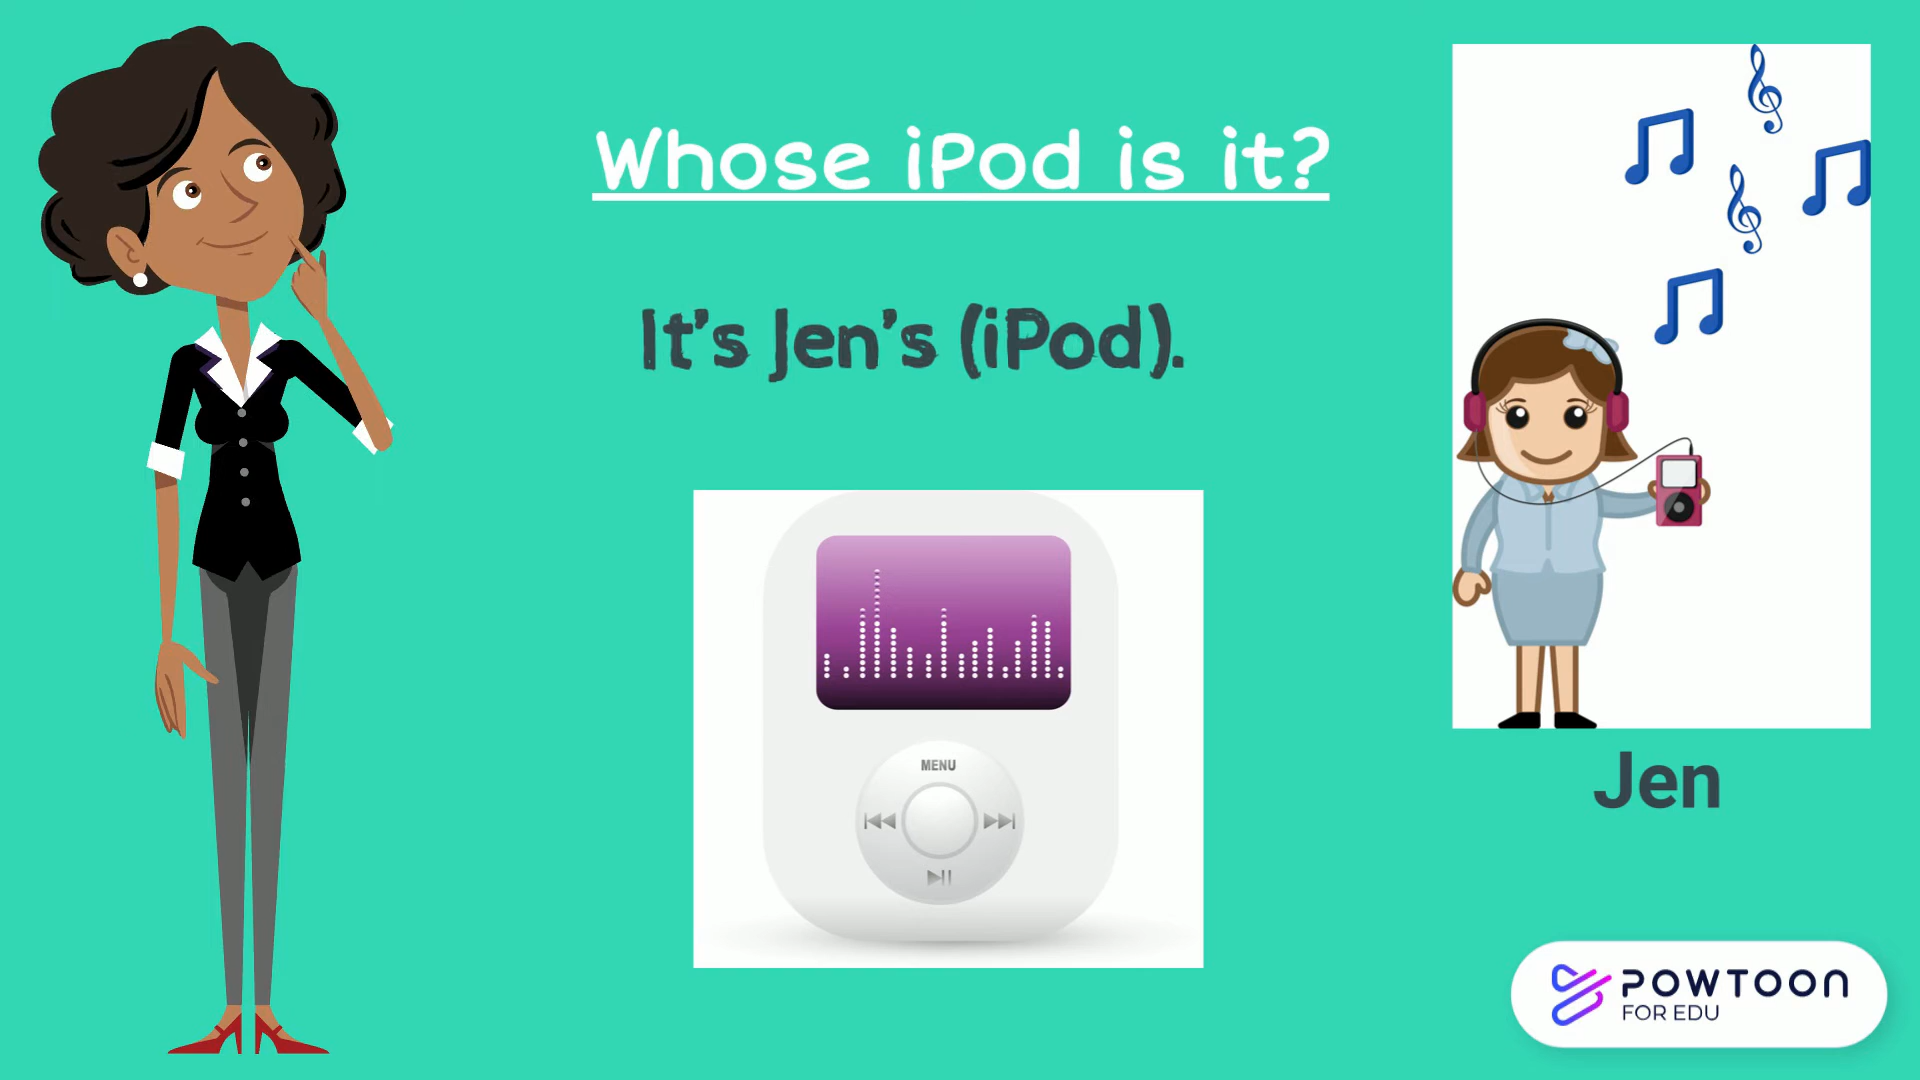 Whose iPod is it?
It's Jen's (iPod).
MENU
Jen
POWTOON
FOR EDU